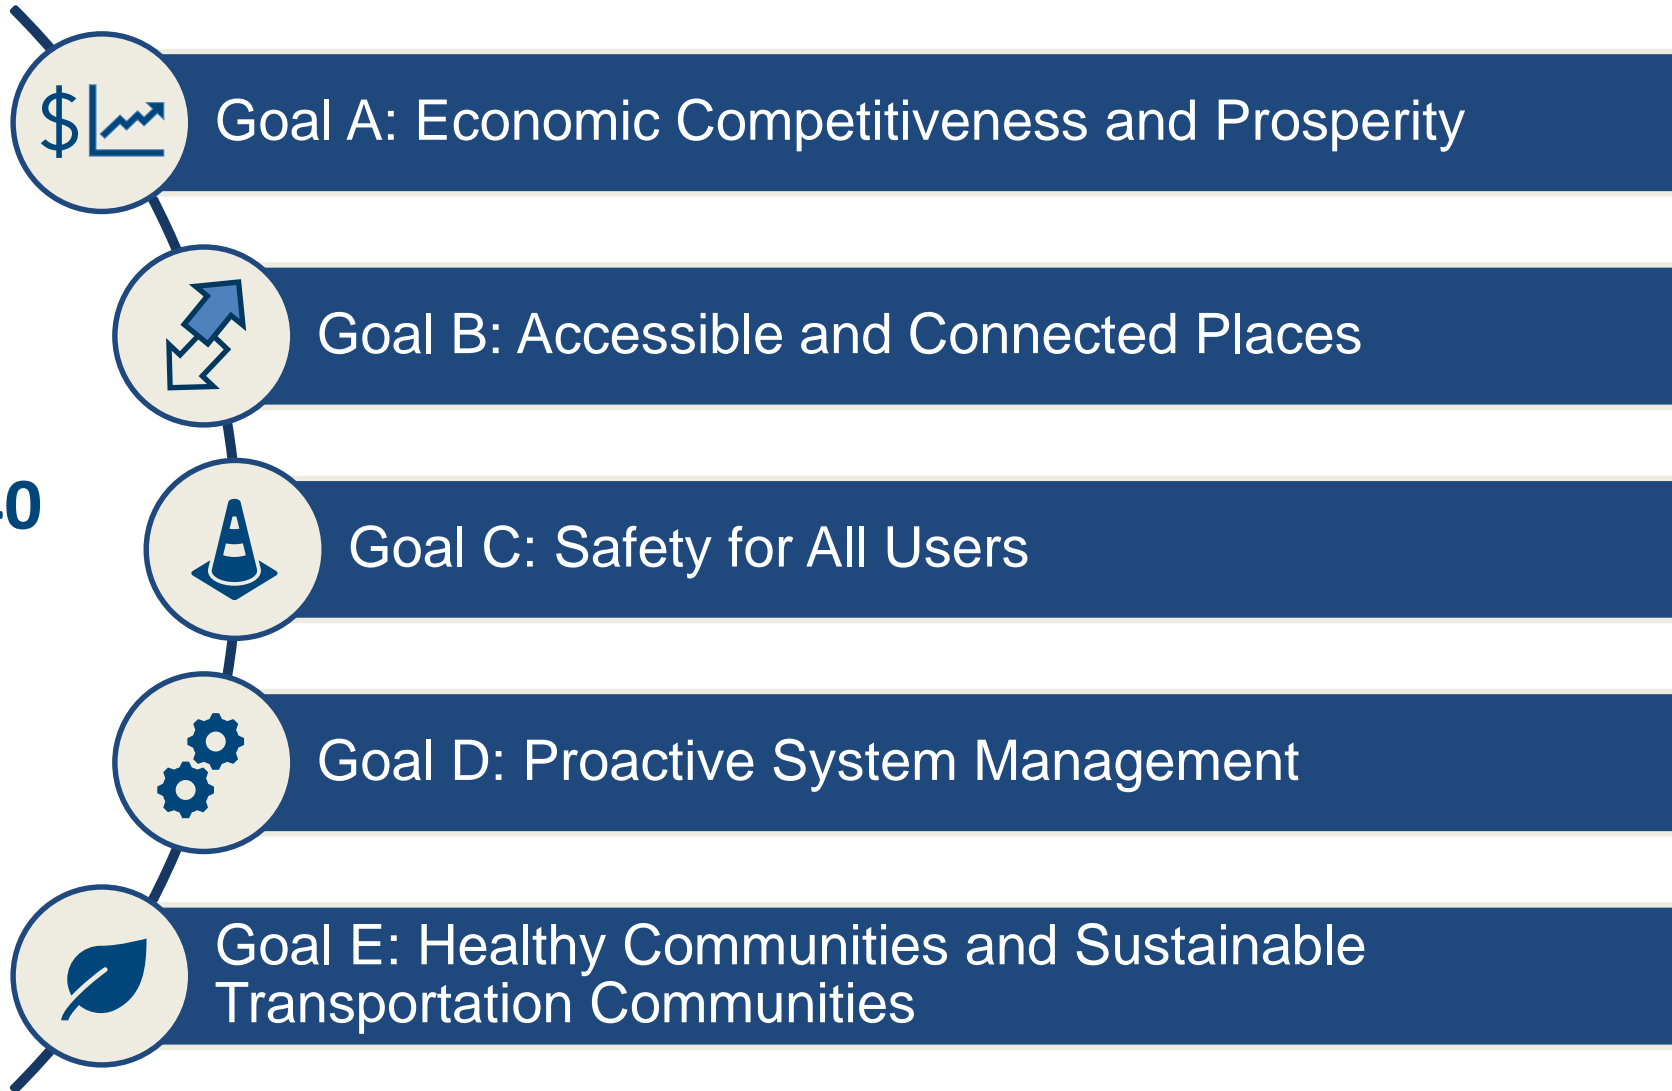 $
Goal A: Economic Competitiveness and Prosperity
Goal B: Accessible and Connected Places
0
Goal C: Safety for All Users
Goal D: Proactive System Management
Goal E: Healthy Communities and Sustainable
Transportation Communities